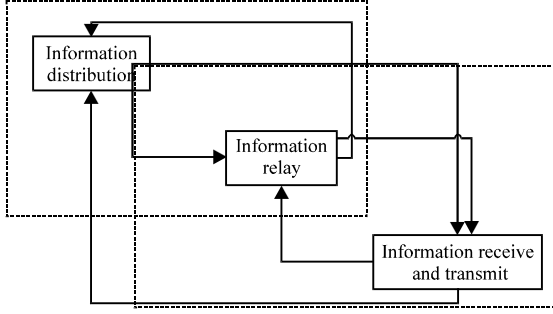 Information
distribution
Information
relay
Information receive
and transmit